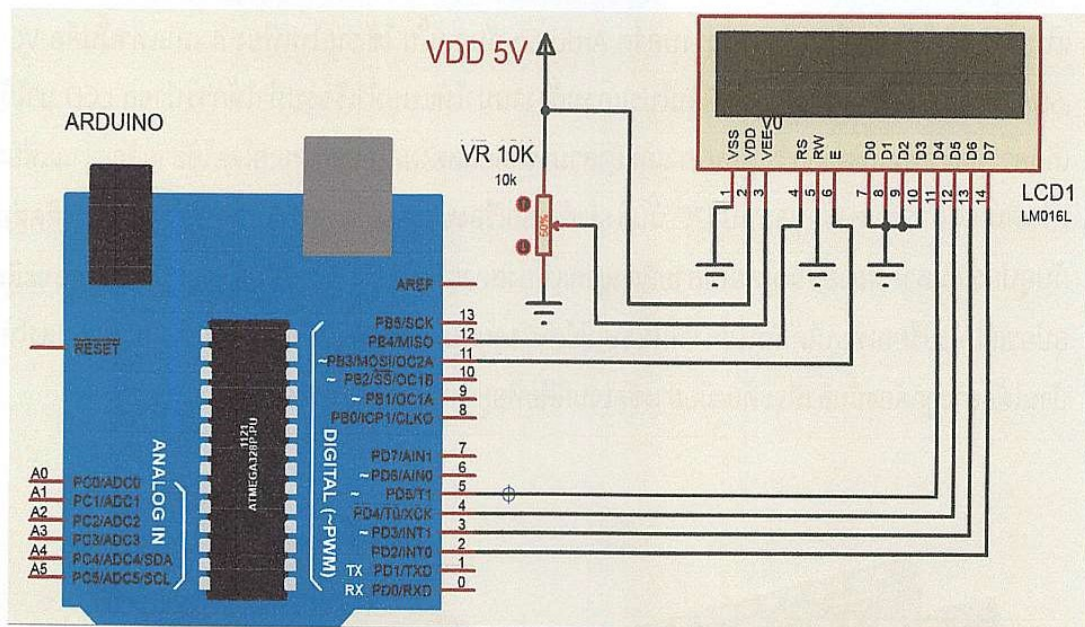 VDD 5V
ARDUINO
VR 10K
10k
50%
VSS
VDD
VEE
V0
RS
RW
E
D0
D1
D2
D3
D4
D5
D6
D7
1
2
3
4
5
6
7
8
9
10
11
12
13
14
LCD1
LM016L
AREF
RESET
PB5/SCK 13
PB4/MISO 12
~PB3/MOSI/OC2A 11
~PB2/SS/OC1B 10
~PB1/OC1A 9
PB0/ICP1/CLKO 8
PD7/AIN1 7
~PD6/AIN0 6
~PD5/T1 5
PD4/T0/XCK 4
~PD3/INT1 3
PD2/INT0 2
TX PD1/TXD 1
RX PD0/RXD 0
1121
ATMEGA328P-PU
DIGITAL (~PWM)
ANALOG IN
A0 PC0/ADC0
A1 PC1/ADC1
A2 PC2/ADC2
A3 PC3/ADC3
A4 PC4/ADC4/SDA
A5 PC5/ADC5/SCL